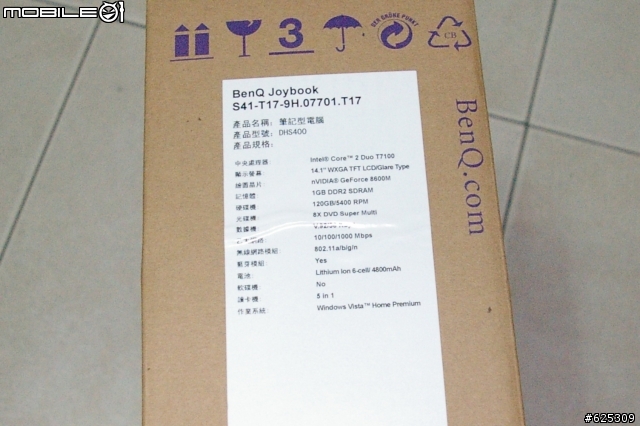 MOBILE01
3
DER GRÜNE PUNKT
CB
BenQ.com
BenQ Joybook
S41-T17-9H.07701.T17
產品名稱: 筆記型電腦
產品型號: DHS400
產品規格:
中央處理器: Intel® Core™ 2 Duo T7100
顯示螢幕: 14.1" WXGA TFT LCD/Glare Type
繪圖晶片: nVIDIA® GeForce 8600M
記憶體: 1GB DDR2 SDRAM
硬碟機: 120GB/5400 RPM
光碟機: 8X DVD Super Multi
數據機:
10/100/1000 Mbps
無線網路模組: 802.11a/b/g/n
藍芽模組: Yes
電池: Lithium Ion 6-cell/ 4800mAh
軟碟機: No
讀卡機: 5 in 1
作業系統: Windows Vista™ Home Premium
#625309